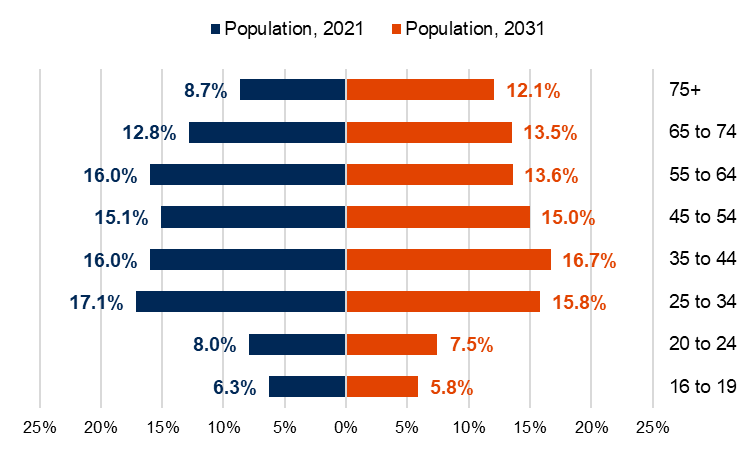 Population, 2021 Population, 2031
8.7% 12.1% 75+
12.8% 13.5% 65 to 74
16.0% 13.6% 55 to 64
15.1% 15.0% 45 to 54
16.0% 16.7% 35 to 44
17.1% 15.8% 25 to 34
8.0% 7.5% 20 to 24
6.3% 5.8% 16 to 19
25% 20% 15% 10% 5% 0% 5% 10% 15% 20% 25%